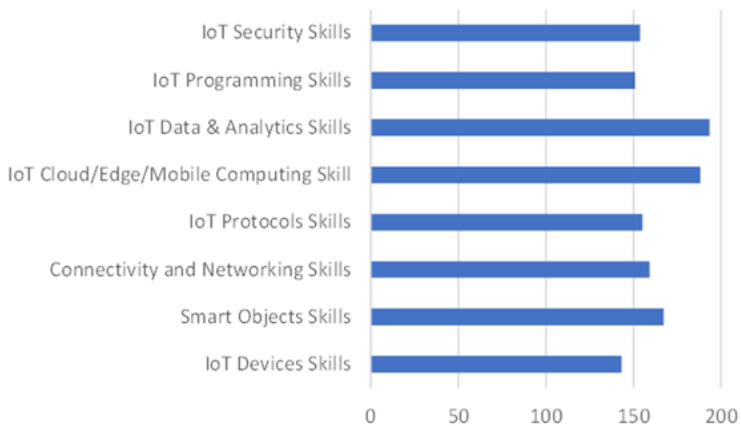 IoT Security Skills
IoT Programming Skills
IoT Data & Analytics Skills
IoT Cloud/Edge/Mobile Computing Skill
IoT Protocols Skills
Connectivity and Networking Skills
Smart Objects Skills
IoT Devices Skills
0 50 100 150 200